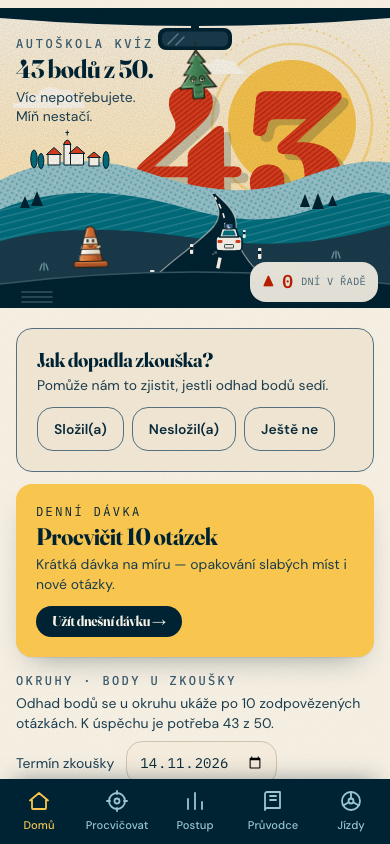 AUTOŠKOLA KVÍZ
43 bodů z 50.
Víc nepotřebujete.
Míň nestačí.
43
▲ 0 DNÍ V ŘADĚ
Jak dopadla zkouška?
Pomůže nám to zjistit, jestli odhad bodů sedí.
Složil(a) Nesložil(a) Ještě ne
DENNÍ DÁVKA
Procvičit 10 otázek
Krátká dávka na míru — opakování slabých míst i
nové otázky.
Užít dnešní dávku →
OKRUHY · BODY U ZKOUŠKY
Odhad bodů se u okruhu ukáže po 10 zodpovězených
otázkách. K úspěchu je potřeba 43 z 50.
Termín zkoušky 14.11.2026
Domů Procvičovat Postup Průvodce Jízdy